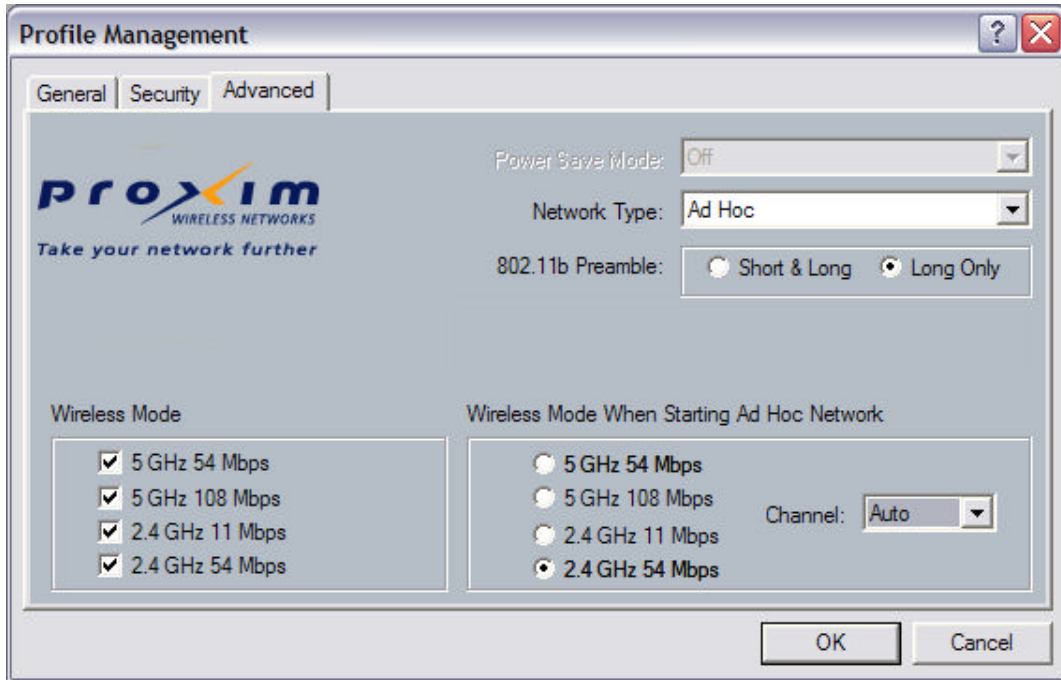 Profile Management
General Security Advanced
proxim
WIRELESS NETWORKS
Take your network further
Power Save Mode: Off
Network Type: Ad Hoc
802.11b Preamble: Short & Long Long Only
Wireless Mode
5 GHz 54 Mbps
5 GHz 108 Mbps
2.4 GHz 11 Mbps
2.4 GHz 54 Mbps
Wireless Mode When Starting Ad Hoc Network
5 GHz 54 Mbps
5 GHz 108 Mbps
2.4 GHz 11 Mbps
2.4 GHz 54 Mbps
Channel: Auto
OK Cancel